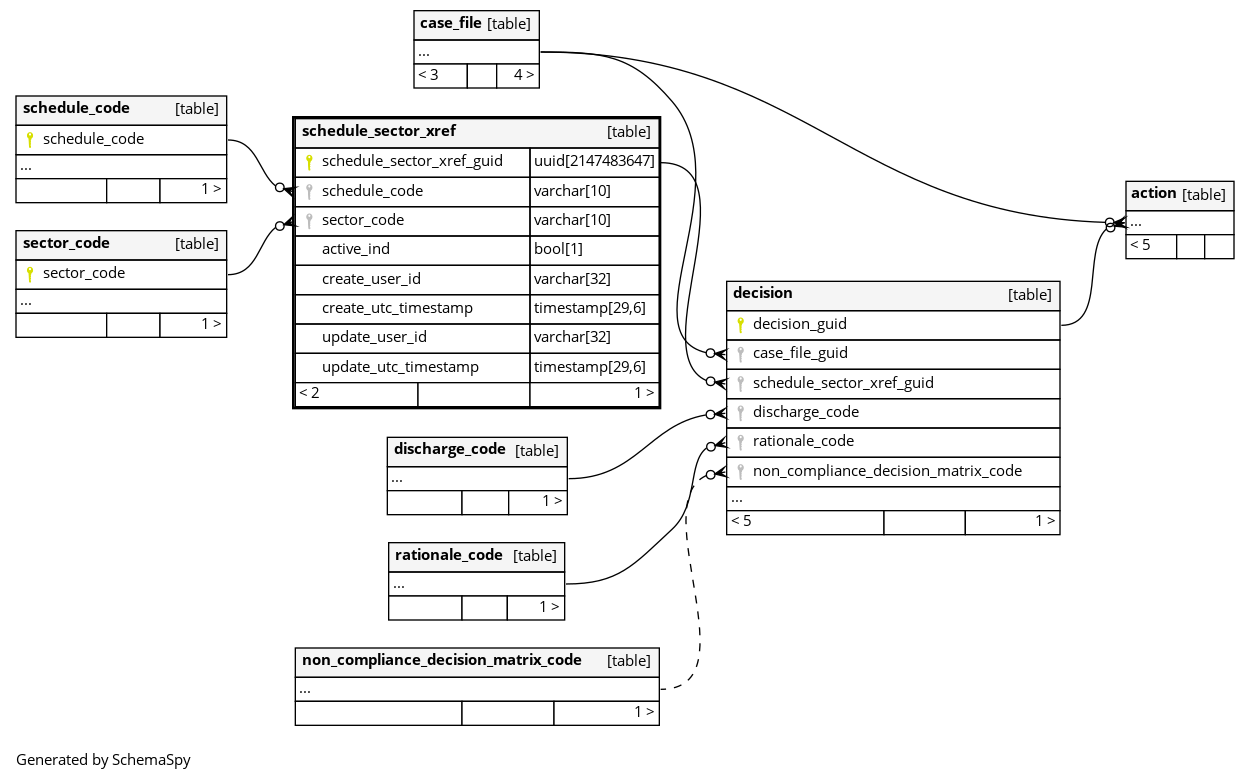 case_file [table]
...
< 3 4 >
schedule_code [table]
schedule_code
...
1 >
sector_code [table]
sector_code
...
1 >
schedule_sector_xref [table]
schedule_sector_xref_guid uuid[2147483647]
schedule_code varchar[10]
sector_code varchar[10]
active_ind bool[1]
create_user_id varchar[32]
create_utc_timestamp timestamp[29,6]
update_user_id varchar[32]
update_utc_timestamp timestamp[29,6]
< 2 1 >
action [table]
...
< 5
decision [table]
decision_guid
case_file_guid
schedule_sector_xref_guid
discharge_code
rationale_code
non_compliance_decision_matrix_code
...
< 5 1 >
discharge_code [table]
...
1 >
rationale_code [table]
...
1 >
non_compliance_decision_matrix_code [table]
...
1 >
Generated by SchemaSpy